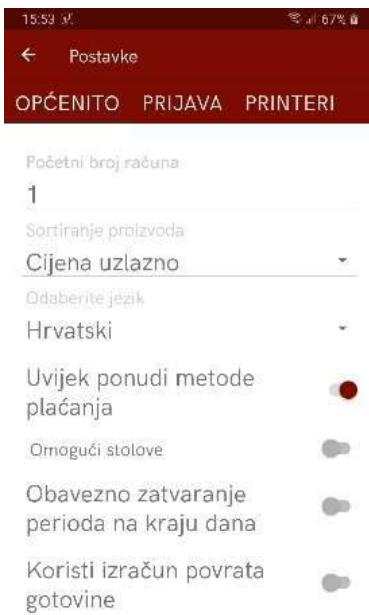 15:53
67%
Postavke
OPĆENITO PRIJAVA PRINTERI
Početni broj računa
1
Sortiranje proizvoda
Cijena uzlazno
Odaberite jezik
Hrvatski
Uvijek ponudi metode
plaćanja
Omogući stolove
Obavezno zatvaranje
perioda na kraju dana
Koristi izračun povrata
gotovine